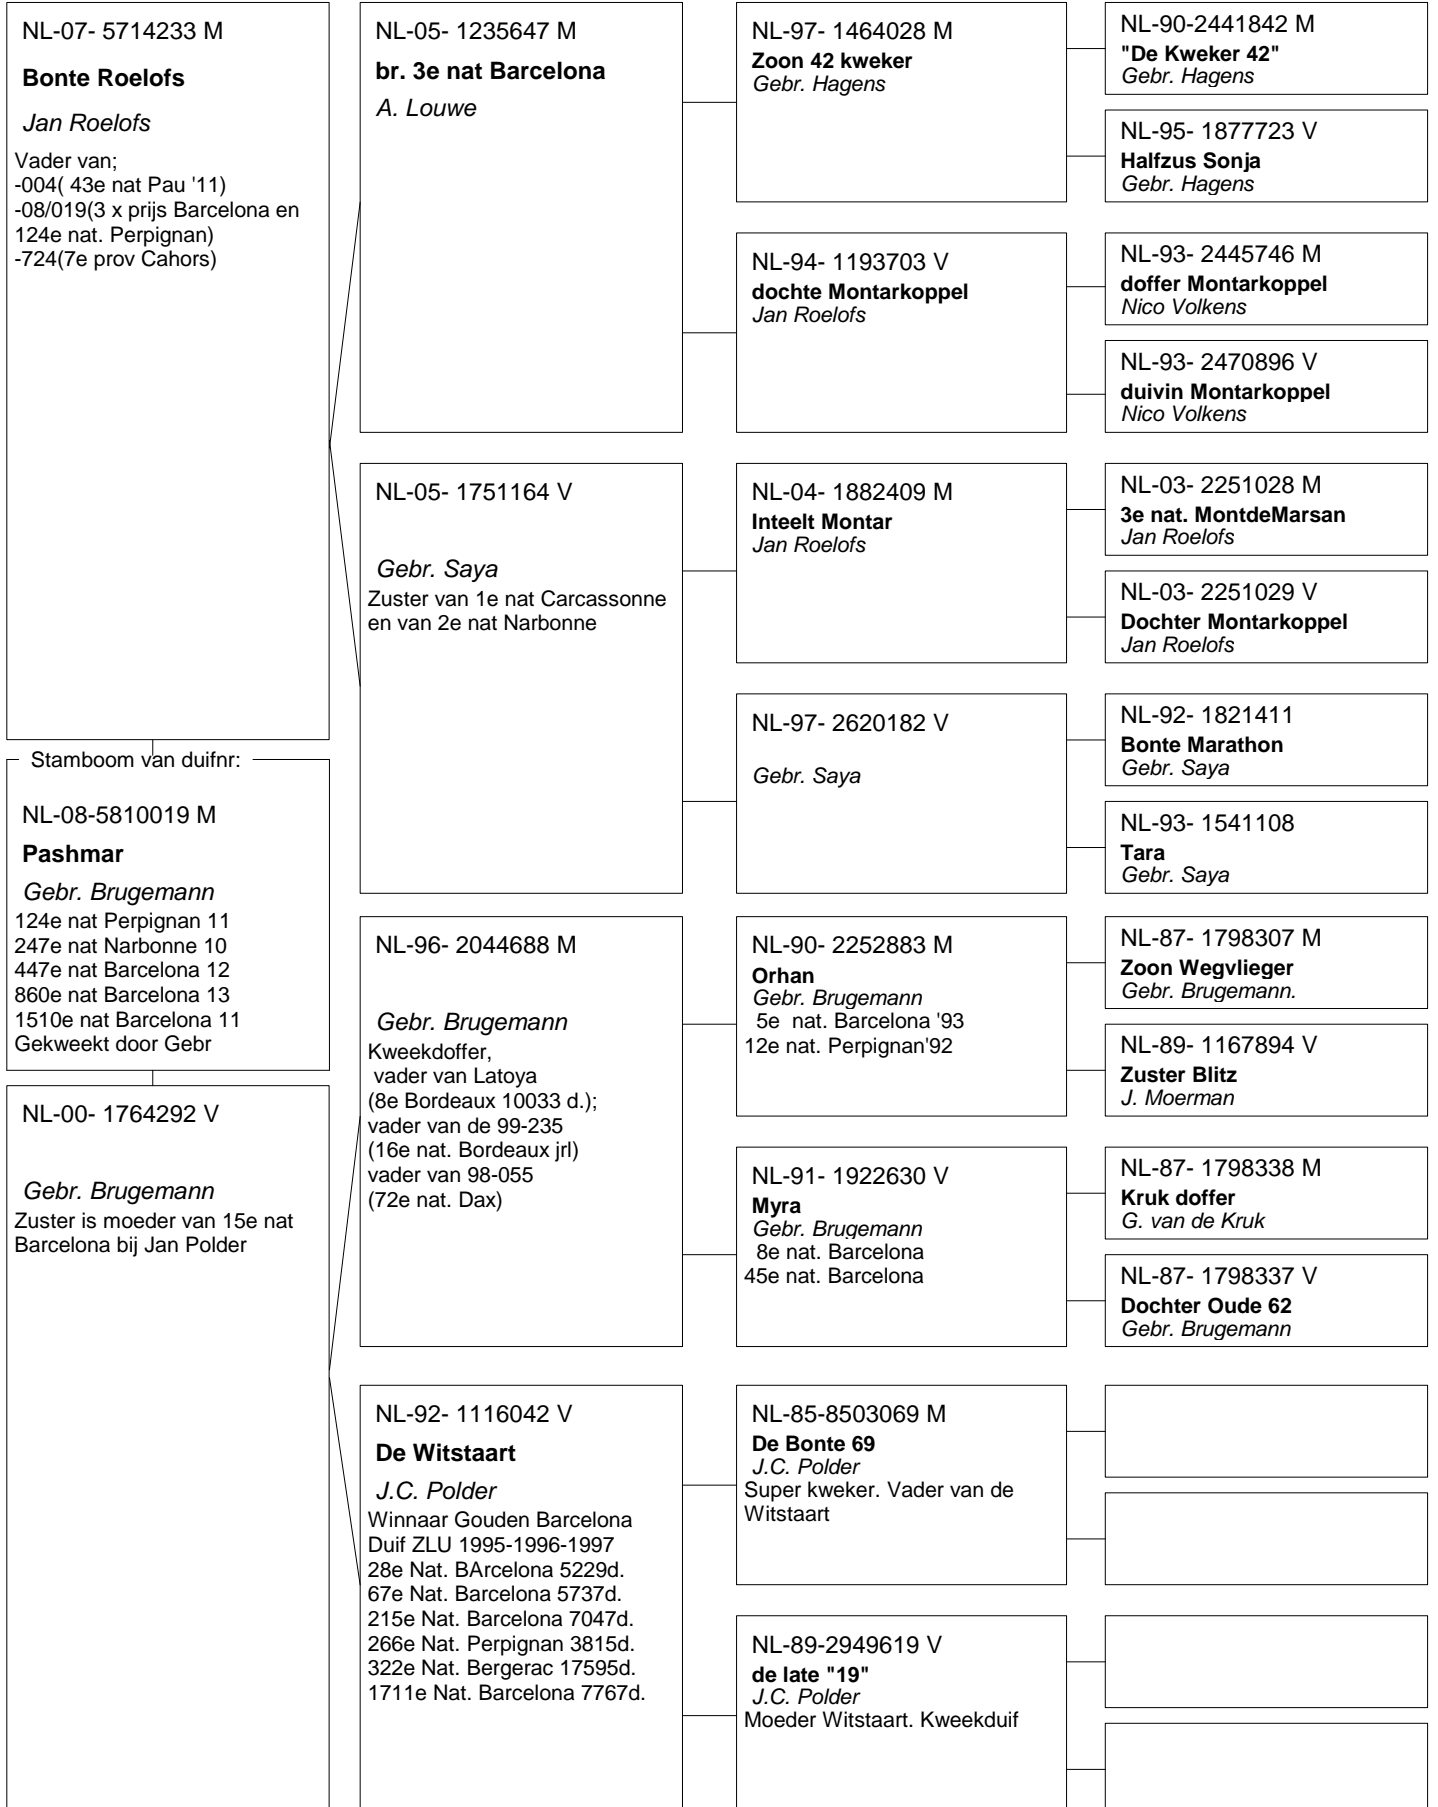 NL-07- 5714233 M
Bonte Roelofs
Jan Roelofs
Vader van;
-004( 43e nat Pau '11)
-08/019(3 x prijs Barcelona en
124e nat. Perpignan)
-724(7e prov Cahors)
Stamboom van duifnr:
NL-08-5810019 M
Pashmar
Gebr. Brugemann
124e nat Perpignan 11
247e nat Narbonne 10
447e nat Barcelona 12
860e nat Barcelona 13
1510e nat Barcelona 11
Gekweekt door Gebr
NL-00- 1764292 V
Gebr. Brugemann
Zuster is moeder van 15e nat
Barcelona bij Jan Polder
NL-05- 1235647 M
br. 3e nat Barcelona
A. Louwe
NL-05- 1751164 V
Gebr. Saya
Zuster van 1e nat Carcassonne
en van 2e nat Narbonne
NL-96- 2044688 M
Gebr. Brugemann
Kweekdoffer,
vader van Latoya
(8e Bordeaux 10033 d.);
vader van de 99-235
(16e nat. Bordeaux jrl)
vader van 98-055
(72e nat. Dax)
NL-92- 1116042 V
De Witstaart
J.C. Polder
Winnaar Gouden Barcelona
Duif ZLU 1995-1996-1997
28e Nat. BArcelona 5229d.
67e Nat. Barcelona 5737d.
215e Nat. Barcelona 7047d.
266e Nat. Perpignan 3815d.
322e Nat. Bergerac 17595d.
1711e Nat. Barcelona 7767d.
NL-97- 1464028 M
Zoon 42 kweker
Gebr. Hagens
NL-94- 1193703 V
dochte Montarkoppel
Jan Roelofs
NL-04- 1882409 M
Inteelt Montar
Jan Roelofs
NL-97- 2620182 V
Gebr. Saya
NL-90- 2252883 M
Orhan
Gebr. Brugemann
5e  nat. Barcelona '93
12e nat. Perpignan'92
NL-91- 1922630 V
Myra
Gebr. Brugemann
8e nat. Barcelona
45e nat. Barcelona
NL-85-8503069 M
De Bonte 69
J.C. Polder
Super kweker. Vader van de
Witstaart
NL-89-2949619 V
de late "19"
J.C. Polder
Moeder Witstaart. Kweekduif
NL-90-2441842 M
"De Kweker 42"
Gebr. Hagens
NL-95- 1877723 V
Halfzus Sonja
Gebr. Hagens
NL-93- 2445746 M
doffer Montarkoppel
Nico Volkens
NL-93- 2470896 V
duivin Montarkoppel
Nico Volkens
NL-03- 2251028 M
3e nat. MontdeMarsan
Jan Roelofs
NL-03- 2251029 V
Dochter Montarkoppel
Jan Roelofs
NL-92- 1821411
Bonte Marathon
Gebr. Saya
NL-93- 1541108
Tara
Gebr. Saya
NL-87- 1798307 M
Zoon Wegvlieger
Gebr. Brugemann.
NL-89- 1167894 V
Zuster Blitz
J. Moerman
NL-87- 1798338 M
Kruk doffer
G. van de Kruk
NL-87- 1798337 V
Dochter Oude 62
Gebr. Brugemann